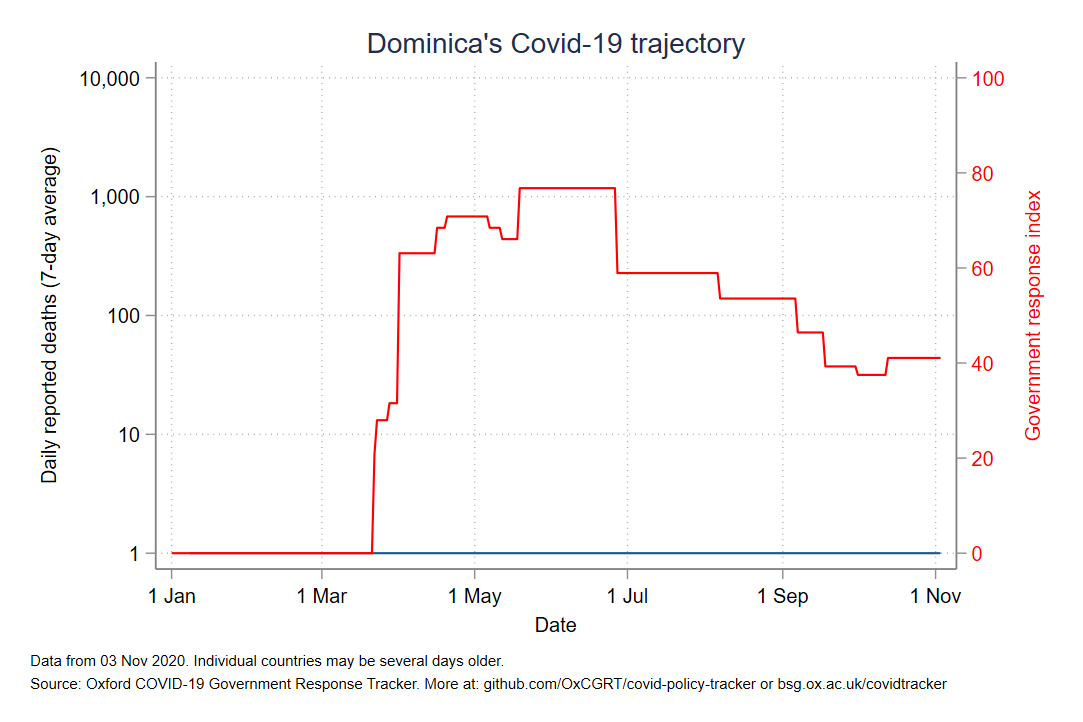 Dominica's Covid-19 trajectory
Daily reported deaths (7-day average)
10,000
1,000
100
10
1
100
80
60
40
20
0
Government response index
1 Jan
1 Mar
1 May
1 Jul
1 Sep
1 Nov
Date
Data from 03 Nov 2020. Individual countries may be several days older.
Source: Oxford COVID-19 Government Response Tracker. More at: github.com/OxCGRT/covid-policy-tracker or bsg.ox.ac.uk/covidtracker